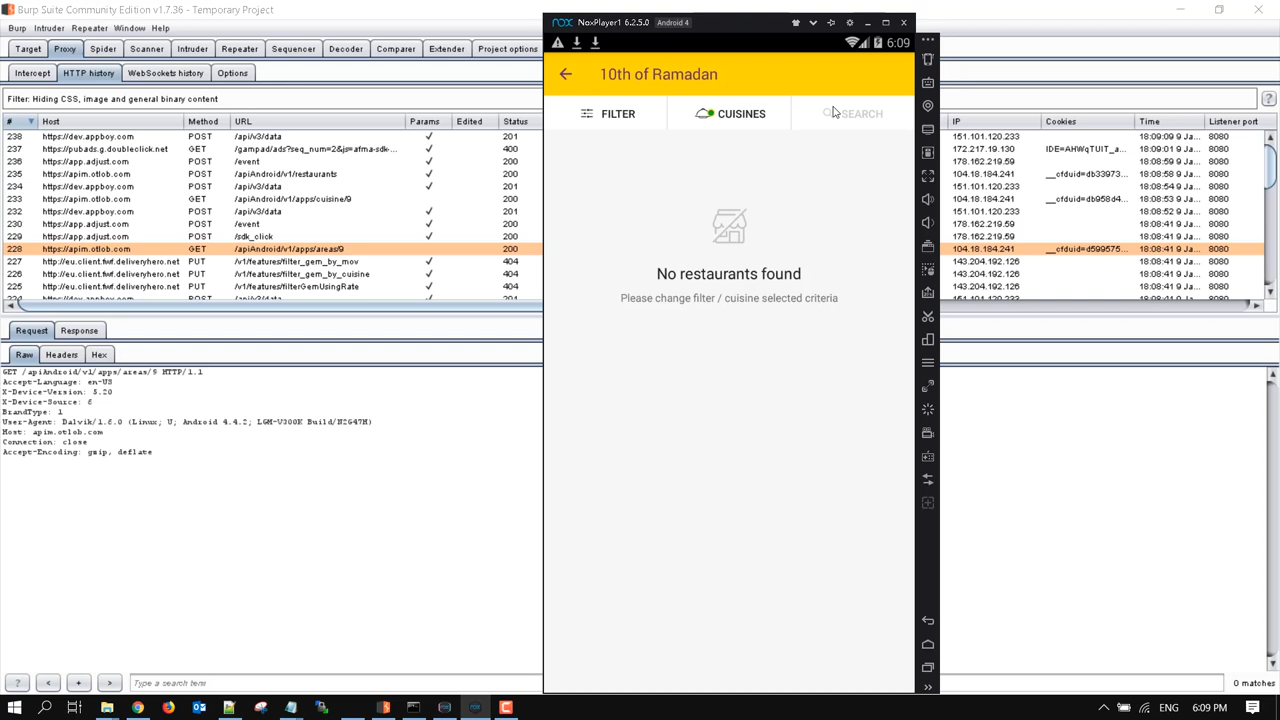 Burp Suite Community Edition v1.7.36 - Temporary Project
Burp Intruder Repeater Window Help
Target Proxy Spider Scanner Intruder Repeater Sequencer Decoder Comparer Extender Project options
Intercept HTTP history WebSockets history Options
Filter: Hiding CSS, image and general binary content
# Host Method URL Params Edited Status IP Cookies Time Listener port
238 https://dev.appboy.com POST /api/v3/data ✓ 201 151.101.120.233 18:09:09 9 Ja... 8080
237 https://pubads.g.doubleclick.net GET /gampad/ads?seq_num=2&js=afma-sdk-... ✓ 400 172.217.19.130 IDE=AHWqTUIT_a... 18:09:01 9 Ja... 8080
236 https://app.adjust.com POST /event ✓ 200 178.162.219.59 18:08:59 9 Ja... 8080
235 https://apim.otlob.com POST /apiAndroid/v1/restaurants ✓ 200 104.18.184.241 __cfduid=db33973... 18:08:58 9 Ja... 8080
234 https://dev.appboy.com POST /api/v3/data ✓ 201 151.101.120.233 18:08:54 9 Ja... 8080
233 https://apim.otlob.com GET /apiAndroid/v1/apps/cuisine/9 200 104.18.184.241 __cfduid=db958d4... 18:08:53 9 Ja... 8080
232 https://dev.appboy.com POST /api/v3/data ✓ 201 151.101.120.233 8080
231 https://app.adjust.com POST /event ✓ 200 178.162.219.59 8080
229 https://app.adjust.com POST /sdk_click ✓ 200 178.162.219.59 18:08:41 9 Ja... 8080
228 https://apim.otlob.com GET /apiAndroid/v1/apps/areas/9 200 104.18.184.241 __cfduid=d599575... 18:08:41 9 Ja... 8080
227 http://eu.client.fwf.deliveryhero.net PUT /v1/features/filter_gem_by_mov ✓ 404 143.204.192.126 18:08:41 9 Ja... 8080
226 http://eu.client.fwf.deliveryhero.net PUT /v1/features/filter_gem_by_cuisine ✓ 404 143.204.192.126 18:08:41 9 Ja... 8080
225 http://eu.client.fwf.deliveryhero.net PUT /v1/features/filterGemUsingRate ✓ 404 143.204.192.126 18:08:41 9 Ja... 8080
Request Response
Raw Headers Hex
GET /apiAndroid/v1/apps/areas/9 HTTP/1.1
Accept-Language: en-US
X-Device-Version: 5.20
X-Device-Source: 6
BrandType: 1
User-Agent: Dalvik/1.6.0 (Linux; U; Android 4.4.2; LGM-V300K Build/N2G47H)
Host: apim.otlob.com
Connection: close
Accept-Encoding: gzip, deflate
? < + > Type a search term 0 matches
nox NoxPlayer1 6.2.5.0 Android 4
6:09
10th of Ramadan
FILTER CUISINES SEARCH
No restaurants found
Please change filter / cuisine selected criteria
ENG 6:09 PM